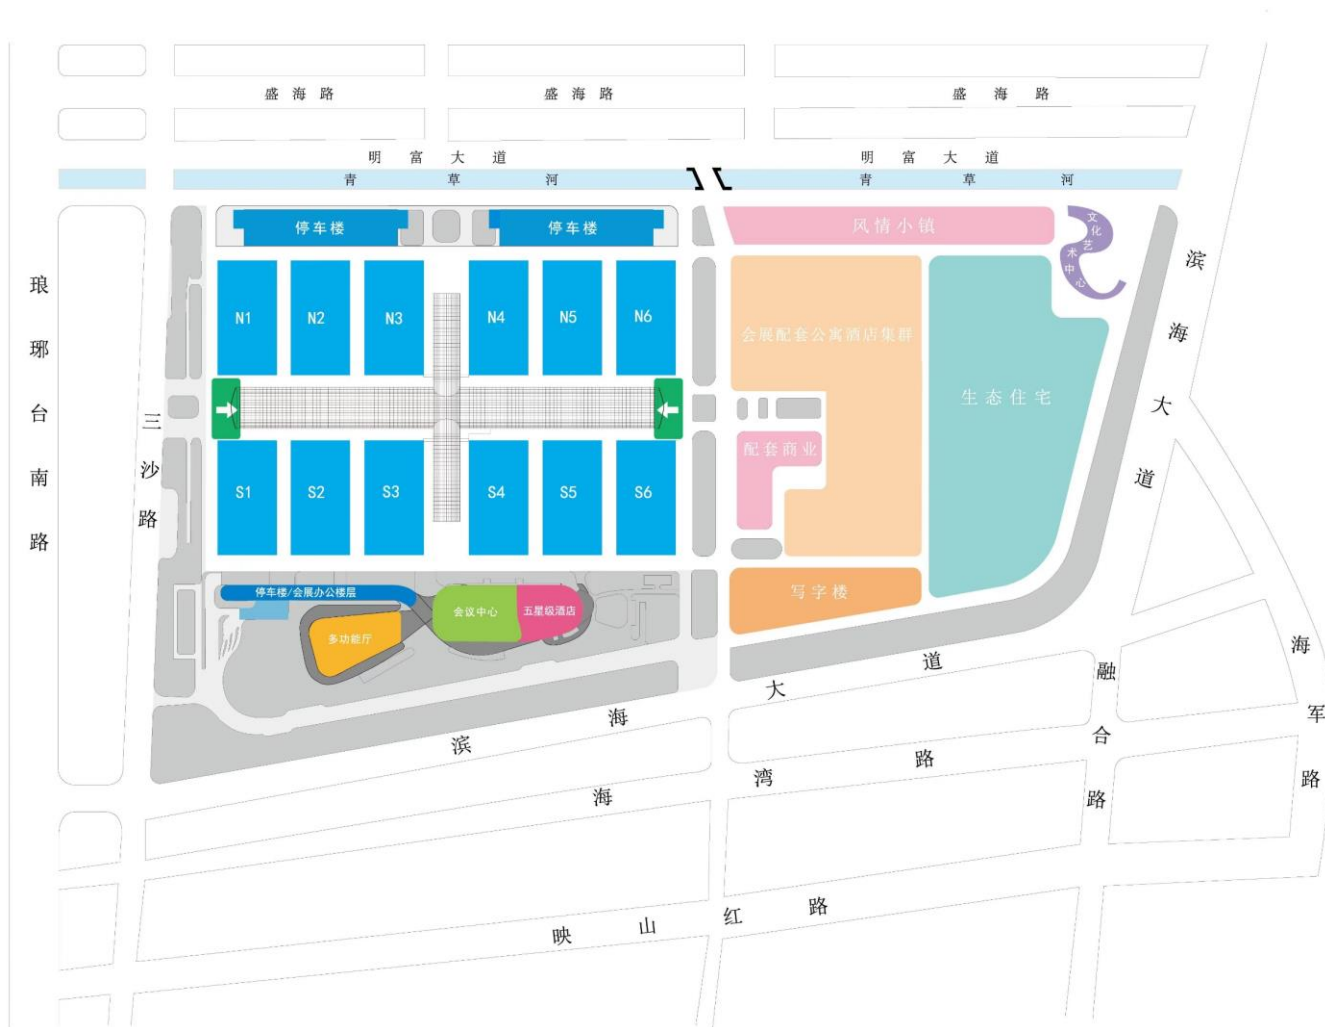 盛海路
盛海路
盛海路
明富大道
明富大道
青草河
青草河
停车楼
停车楼
风情小镇
文化艺术中心
N1
N2
N3
N4
N5
N6
会展配套公寓酒店集群
生态住宅
配套商业
S1
S2
S3
S4
S5
S6
琅琊台南路
三沙路
滨海大道
停车楼/会展办公楼层
会议中心
五星级酒店
多功能厅
写字楼
滨海大道
融合路
海军路
海湾路
映山红路